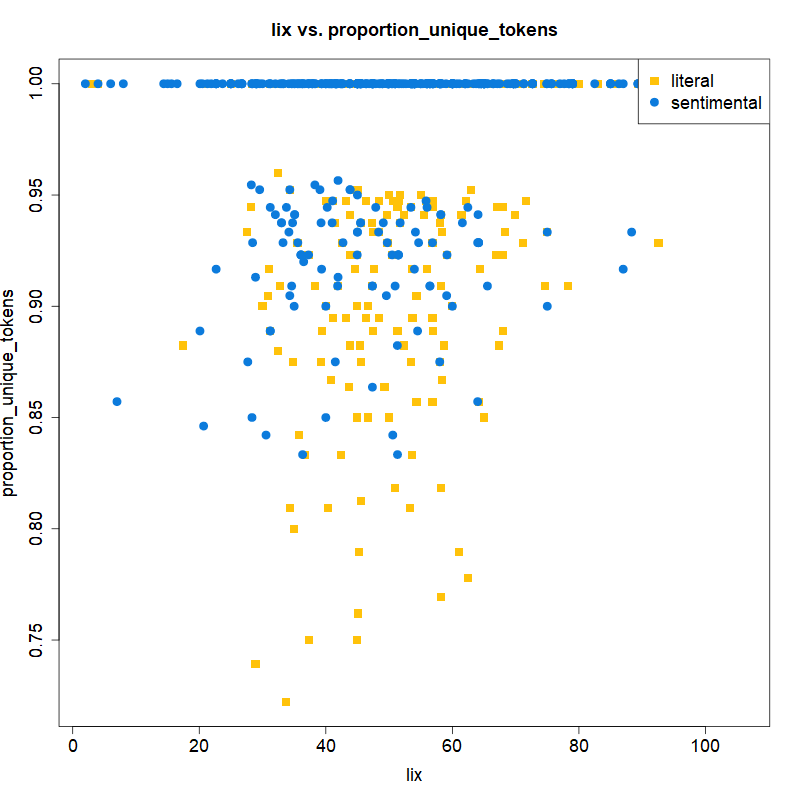 lix vs. proportion_unique_tokens
literal
sentimental
proportion_unique_tokens
1.00
0.95
0.90
0.85
0.80
0.75
0 20 40 60 80 100
lix